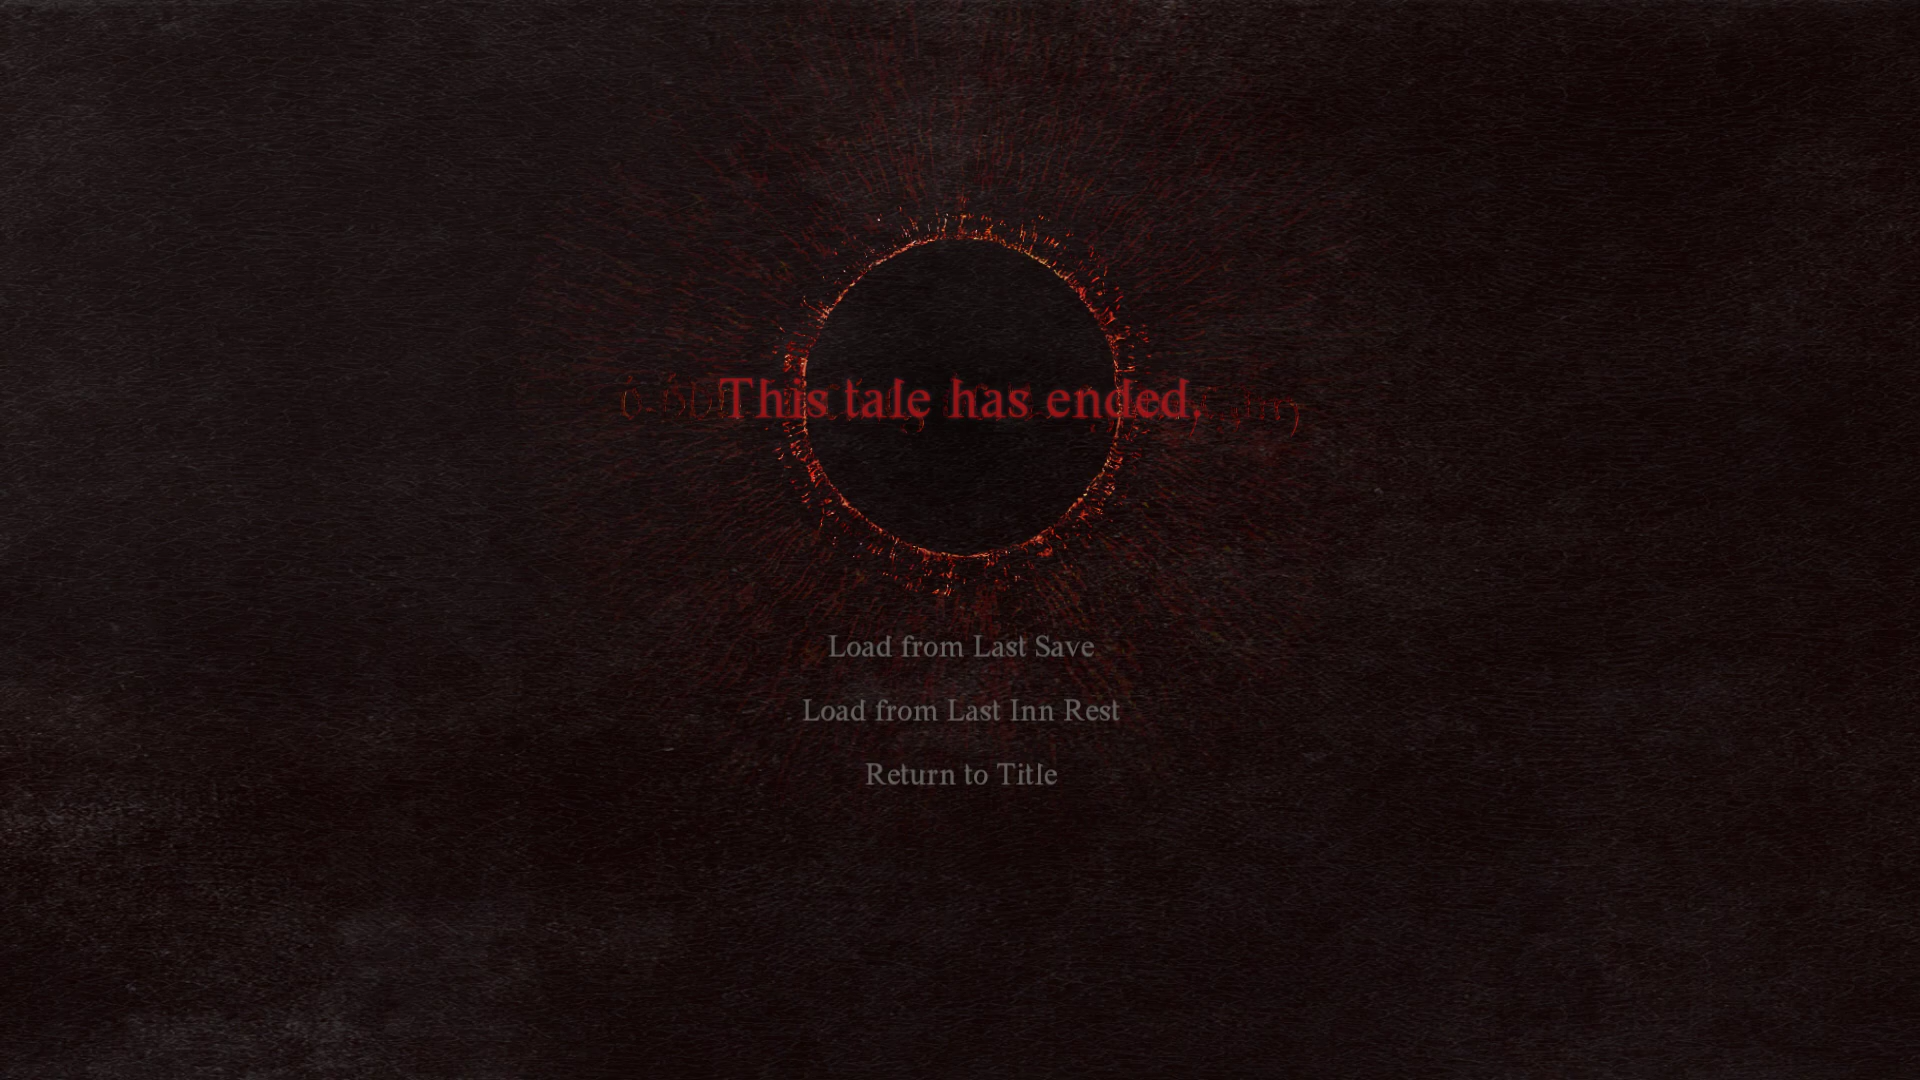 This tale has ended.
Load from Last Save
Load from Last Inn Rest
Return to Title